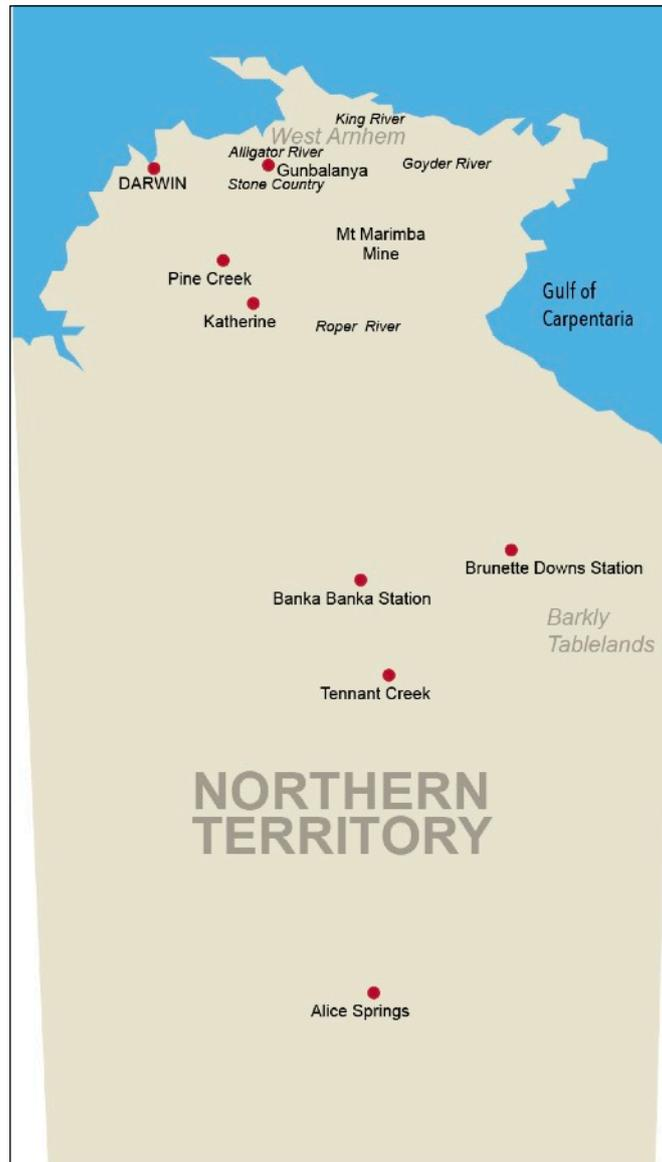 King River
West Arnhem
Alligator River
Goyder River
Gunbalanya
DARWIN
Stone Country
Mt Marimba
Mine
Pine Creek
Gulf of
Carpentaria
Katherine
Roper River
Brunette Downs Station
Banka Banka Station
Barkly
Tablelands
Tennant Creek
NORTHERN
TERRITORY
Alice Springs